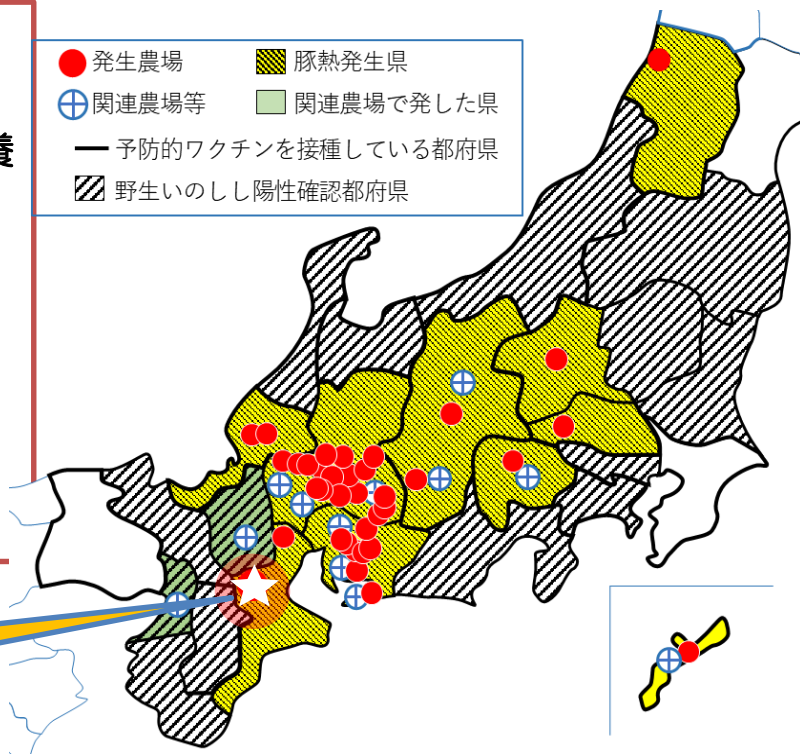 発生農場 豚熱発生県
関連農場等 関連農場で発した県
予防的ワクチンを接種している都府県
野生いのしし陽性確認都府県
養